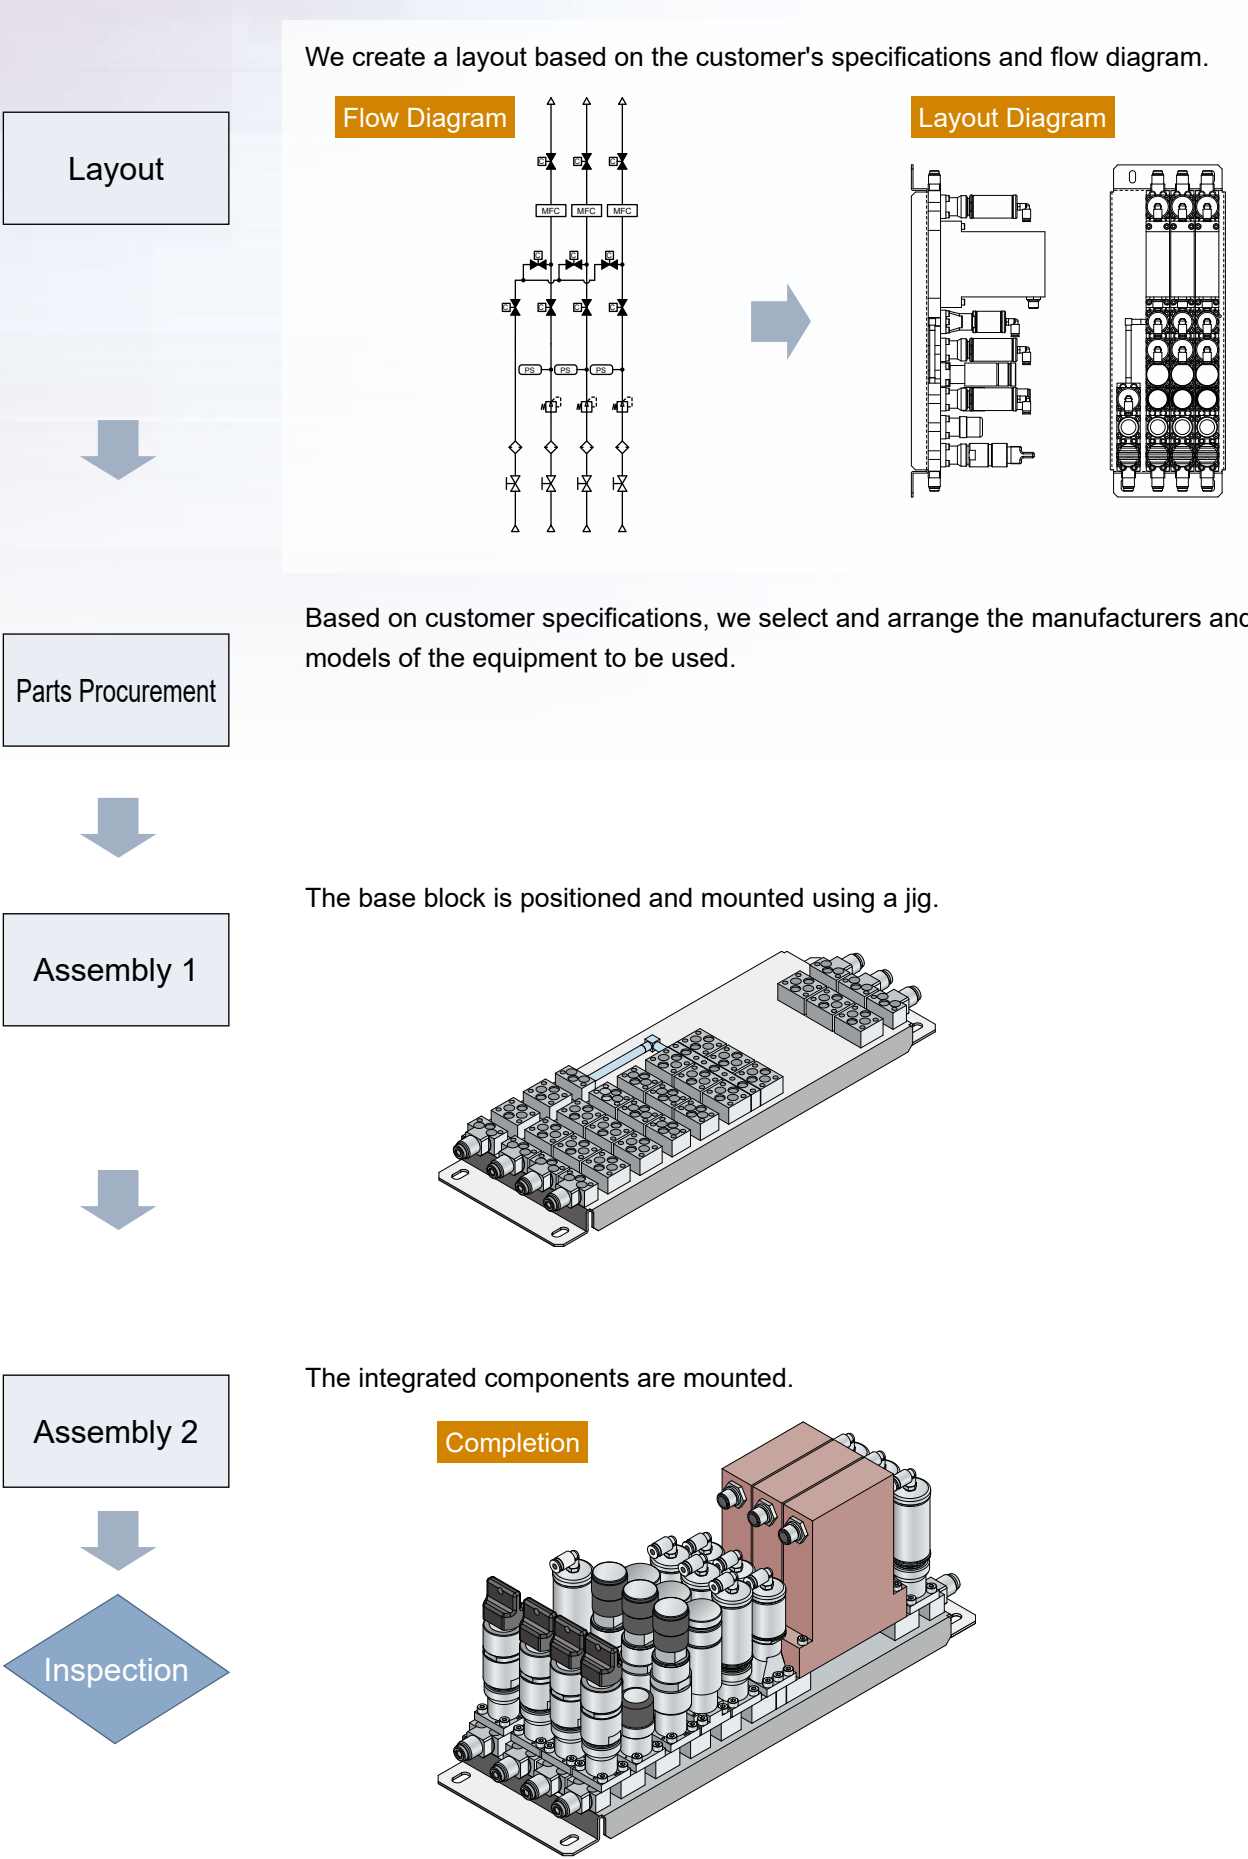 We create a layout based on the customer's specifications and flow diagram.
Flow Diagram
Layout Diagram
Layout
C
C
C
MFC
MFC
MFC
C
C
C
C
C
C
C
PS
PS
PS
Based on customer specifications, we select and arrange the manufacturers and
models of the equipment to be used.
Parts Procurement
The base block is positioned and mounted using a jig.
Assembly 1
The integrated components are mounted.
Assembly 2
Completion
Inspection